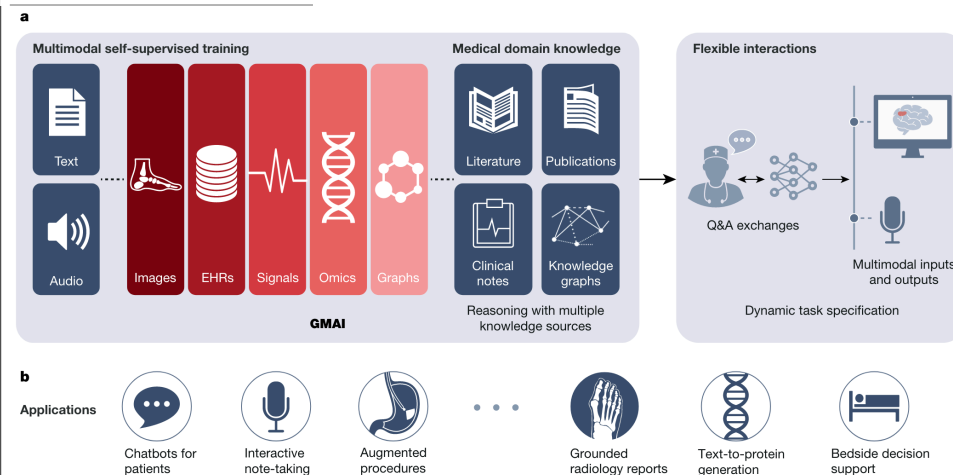 a
Multimodal self-supervised training
Medical domain knowledge
Flexible interactions
Text
Audio
Images
EHRs
Signals
Omics
Graphs
Literature
Publications
Clinical
notes
Knowledge
graphs
GMAI
Reasoning with multiple
knowledge sources
Q&A exchanges
Multimodal inputs
and outputs
Dynamic task specification
b
Applications
Chatbots for
patients
Interactive
note-taking
Augmented
procedures
Grounded
radiology reports
Text-to-protein
generation
Bedside decision
support